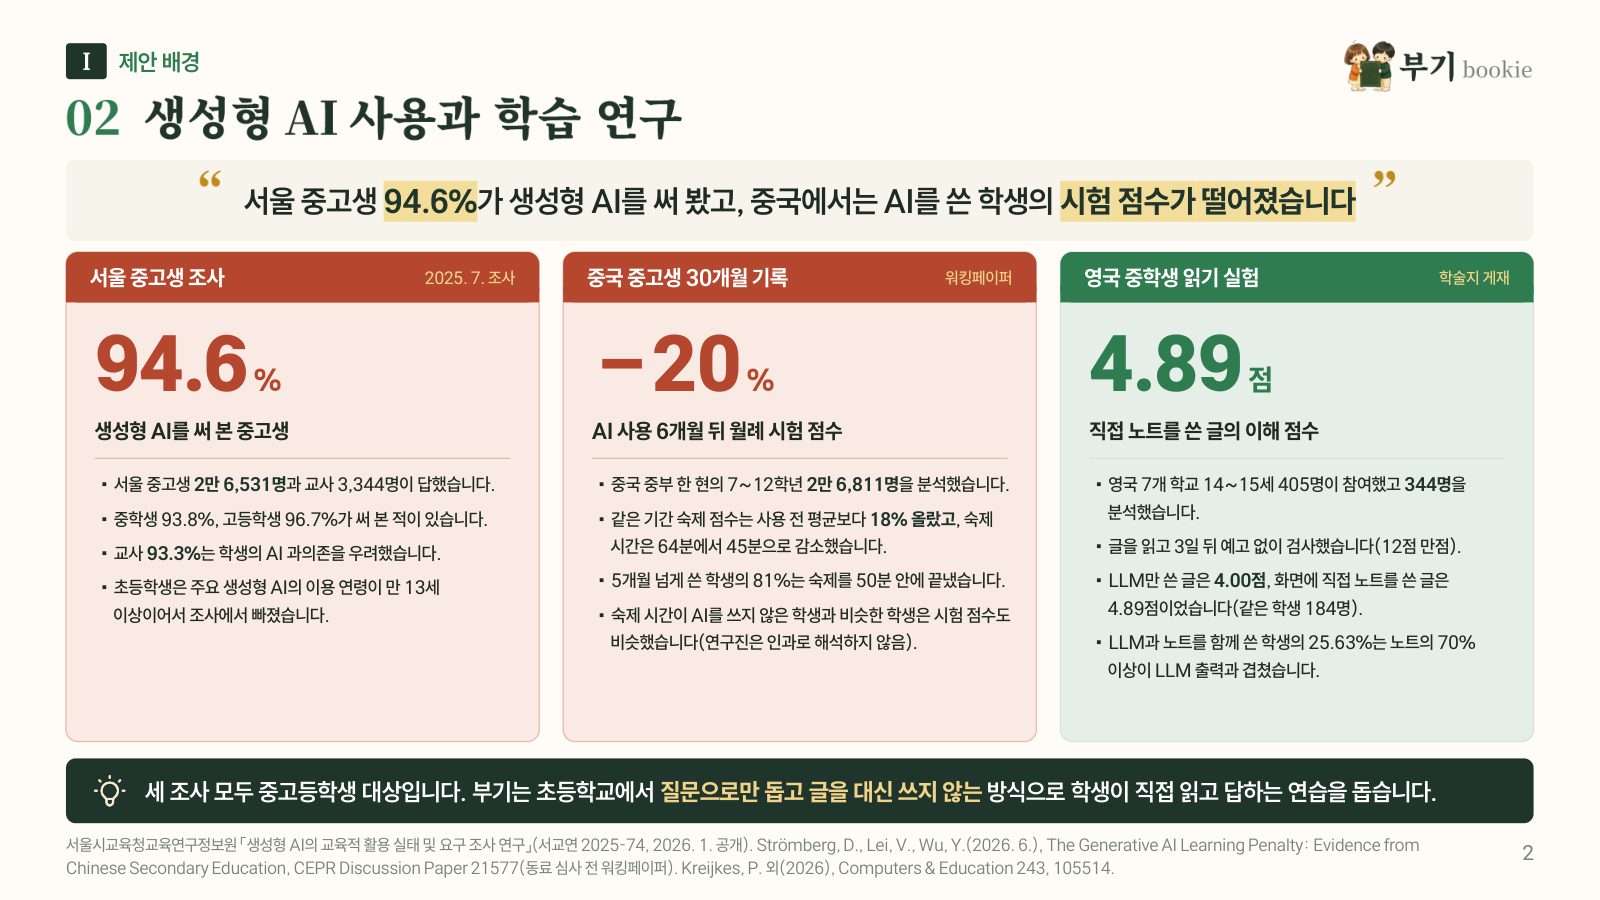 I 제안 배경
부기 bookie
02 생성형 AI 사용과 학습 연구
“ 서울 중고생 94.6%가 생성형 AI를 써 봤고, 중국에서는 AI를 쓴 학생의 시험 점수가 떨어졌습니다 ”
서울 중고생 조사 2025. 7. 조사
94.6%
생성형 AI를 써 본 중고생
▪ 서울 중고생 2만 6,531명과 교사 3,344명이 답했습니다.
▪ 중학생 93.8%, 고등학생 96.7%가 써 본 적이 있습니다.
▪ 교사 93.3%는 학생의 AI 과의존을 우려했습니다.
▪ 초등학생은 주요 생성형 AI의 이용 연령이 만 13세
이상이어서 조사에서 빠졌습니다.
중국 중고생 30개월 기록 워킹페이퍼
−20%
AI 사용 6개월 뒤 월례 시험 점수
▪ 중국 중부 한 현의 7~12학년 2만 6,811명을 분석했습니다.
▪ 같은 기간 숙제 점수는 사용 전 평균보다 18% 올랐고, 숙제
시간은 64분에서 45분으로 감소했습니다.
▪ 5개월 넘게 쓴 학생의 81%는 숙제를 50분 안에 끝냈습니다.
▪ 숙제 시간이 AI를 쓰지 않은 학생과 비슷한 학생은 시험 점수도
비슷했습니다(연구진은 인과로 해석하지 않음).
영국 중학생 읽기 실험 학술지 게재
4.89점
직접 노트를 쓴 글의 이해 점수
▪ 영국 7개 학교 14~15세 405명이 참여했고 344명을
분석했습니다.
▪ 글을 읽고 3일 뒤 예고 없이 검사했습니다(12점 만점).
▪ LLM만 쓴 글은 4.00점, 화면에 직접 노트를 쓴 글은
4.89점이었습니다(같은 학생 184명).
▪ LLM과 노트를 함께 쓴 학생의 25.63%는 노트의 70%
이상이 LLM 출력과 겹쳤습니다.
세 조사 모두 중고등학생 대상입니다. 부기는 초등학교에서 질문으로만 돕고 글을 대신 쓰지 않는 방식으로 학생이 직접 읽고 답하는 연습을 돕습니다.
서울시교육청교육연구정보원 「생성형 AI의 교육적 활용 실태 및 요구 조사 연구」(서교연 2025-74, 2026. 1. 공개). Strömberg, D., Lei, V., Wu, Y.(2026. 6.), The Generative AI Learning Penalty: Evidence from
Chinese Secondary Education, CEPR Discussion Paper 21577(동료 심사 전 워킹페이퍼). Kreijkes, P. 외(2026), Computers & Education 243, 105514.
2